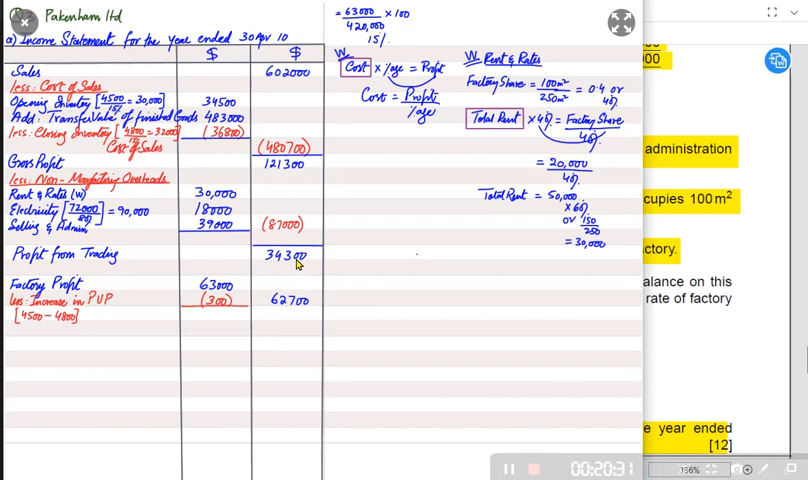 Pakenham ltd
a) Income Statement for the Year ended 30 Apr 10
$ $
Sales 602000
less: Cost of Sales
Opening Inventory [4500/15% = 30,000] 34500
Add: Transfer Value of finished Goods 483000
less: Closing Inventory [4800/15% = 32000] (36800)
Cost of Sales (480700)
Gross Profit 121300
less: Non-Manufacturing Overheads
Rent & Rates (W) 30,000
Electricity [72000/80%] = 90,000 18000
Selling & Admin 39000 (87000)
Profit from Trading 34300
Factory Profit 63000
less: Increase in PUP (300) 62700
[4500 - 4800]
= 63000/420,000 × 100
15%
W
Cost × %age = Profit
Cost = Profit/%age
W Rent & Rates
Factory Share = 100m²/250m² = 0.4 or 40%
Total Rent × 40% = Factory Share/40%
= 20,000/40%
Total Rent = 50,000
× 60%
or 150/250
= 30,000
000
administration
cupies 100 m²
ctory.
alance on this
rate of factory
e year ended
[12]
00:20:31
136%